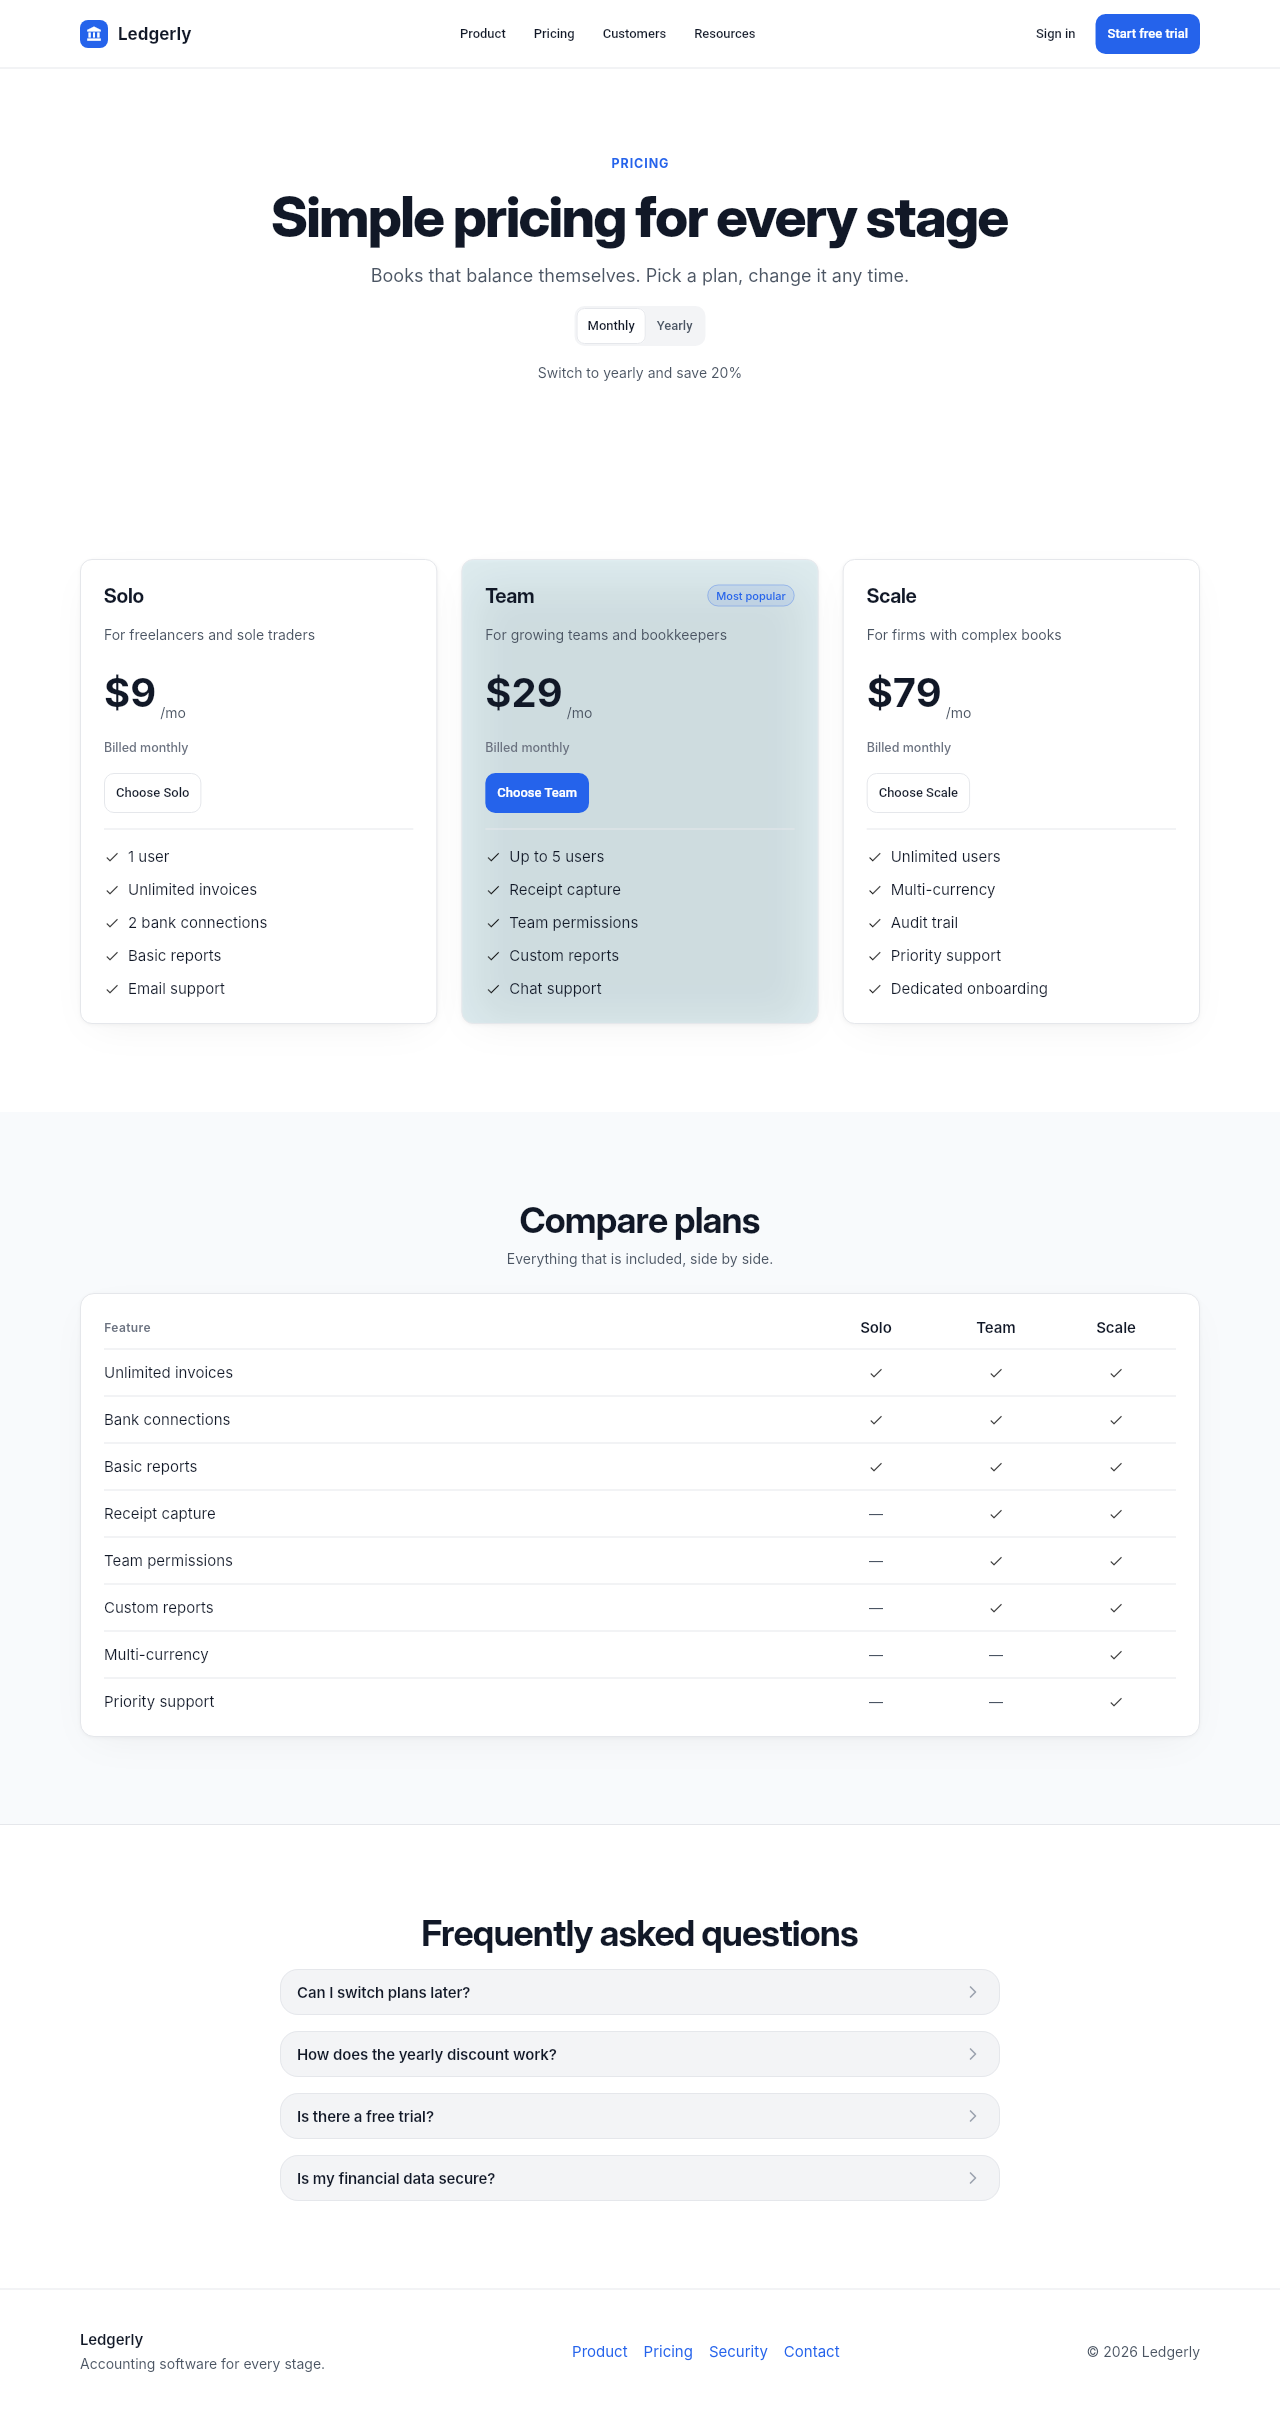 Ledgerly
Product Pricing Customers Resources
Sign in Start free trial
PRICING
Simple pricing for every stage
Books that balance themselves. Pick a plan, change it any time.
Monthly Yearly
Switch to yearly and save 20%
Solo
For freelancers and sole traders
$9 /mo
Billed monthly
Choose Solo
1 user
Unlimited invoices
2 bank connections
Basic reports
Email support
Team Most popular
For growing teams and bookkeepers
$29 /mo
Billed monthly
Choose Team
Up to 5 users
Receipt capture
Team permissions
Custom reports
Chat support
Scale
For firms with complex books
$79 /mo
Billed monthly
Choose Scale
Unlimited users
Multi-currency
Audit trail
Priority support
Dedicated onboarding
Compare plans
Everything that is included, side by side.
Feature Solo Team Scale
Unlimited invoices ✓ ✓ ✓
Bank connections ✓ ✓ ✓
Basic reports ✓ ✓ ✓
Receipt capture — ✓ ✓
Team permissions — ✓ ✓
Custom reports — ✓ ✓
Multi-currency — — ✓
Priority support — — ✓
Frequently asked questions
Can I switch plans later?
How does the yearly discount work?
Is there a free trial?
Is my financial data secure?
Ledgerly
Accounting software for every stage.
Product Pricing Security Contact
© 2026 Ledgerly